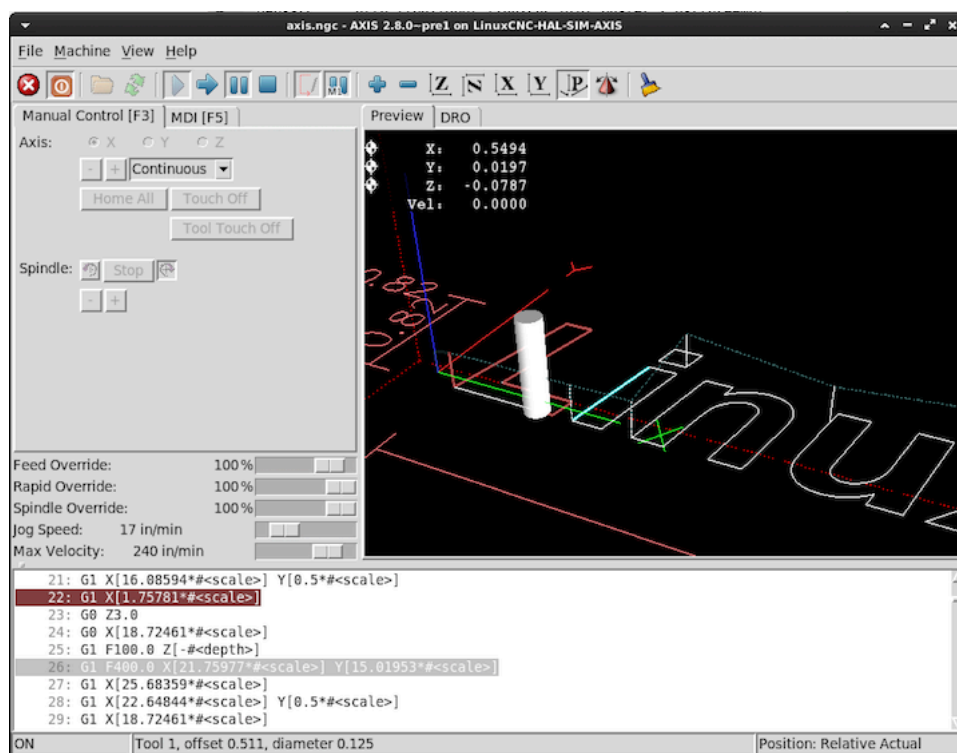 axis.ngc - AXIS 2.8.0~pre1 on LinuxCNC-HAL-SIM-AXIS
File Machine View Help
Z N X Y P
Manual Control [F3] MDI [F5]
Axis: X Y Z
- + Continuous
Home All Touch Off
Tool Touch Off
Spindle: Stop
- +
Feed Override: 100%
Rapid Override: 100%
Spindle Override: 100%
Jog Speed: 17 in/min
Max Velocity: 240 in/min
Preview DRO
X: 0.5494
Y: 0.0197
Z: -0.0787
Vel: 0.0000
Y
X
Linu
21: G1 X[16.08594*#<scale>] Y[0.5*#<scale>]
22: G1 X[1.75781*#<scale>]
23: G0 Z3.0
24: G0 X[18.72461*#<scale>]
25: G1 F100.0 Z[-#<depth>]
26: G1 F400.0 X[21.75977*#<scale>] Y[15.01953*#<scale>]
27: G1 X[25.68359*#<scale>]
28: G1 X[22.64844*#<scale>] Y[0.5*#<scale>]
29: G1 X[18.72461*#<scale>]
ON Tool 1, offset 0.511, diameter 0.125 Position: Relative Actual